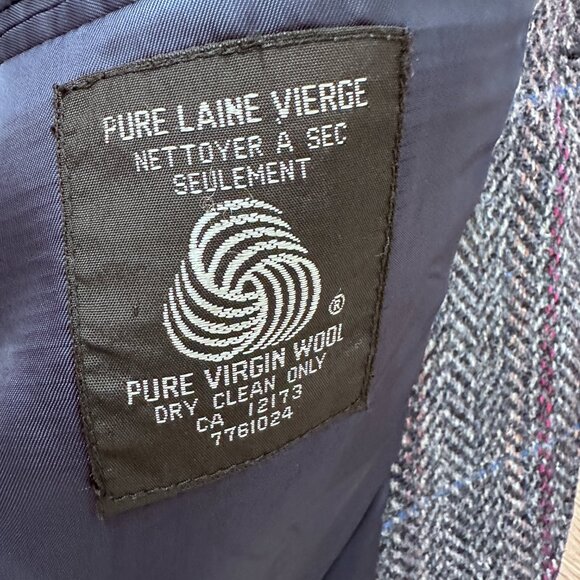 PURE LAINE VIERGE
NETTOYER A SEC
SEULEMENT
®
PURE VIRGIN WOOL
DRY CLEAN ONLY
CA 12173
7761024